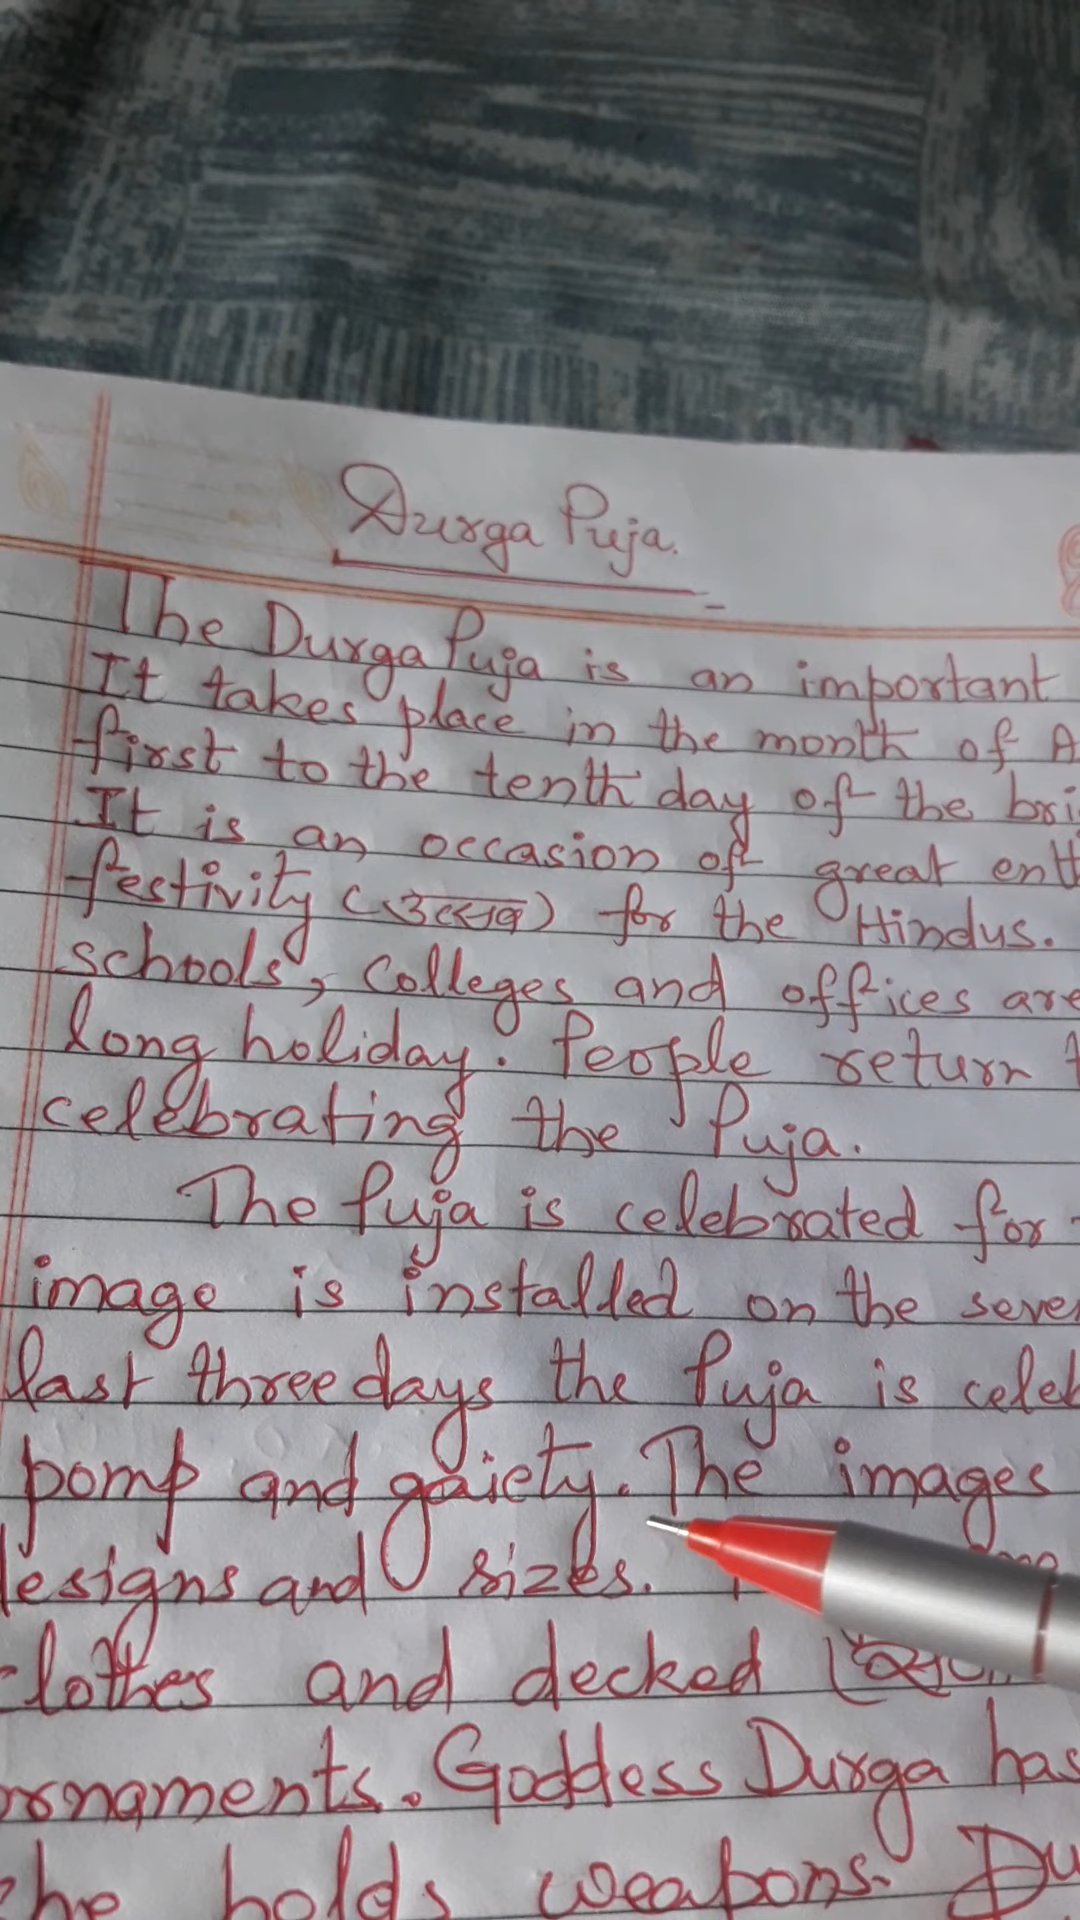 Durga Puja.
The Durga Puja is an important
It takes place in the month of A
first to the tenth day of the bri
It is an occasion of great enth
festivity (উৎসব) for the Hindus.
schools, Colleges and offices are
long holiday. People return t
celebrating the Puja.
The Puja is celebrated for
image is installed on the seve
last three days the Puja is celeb
pomp and gaiety. The images
designs and sizes.
clothes and decked (
ornaments. Goddess Durga has
she holds weapons. Du